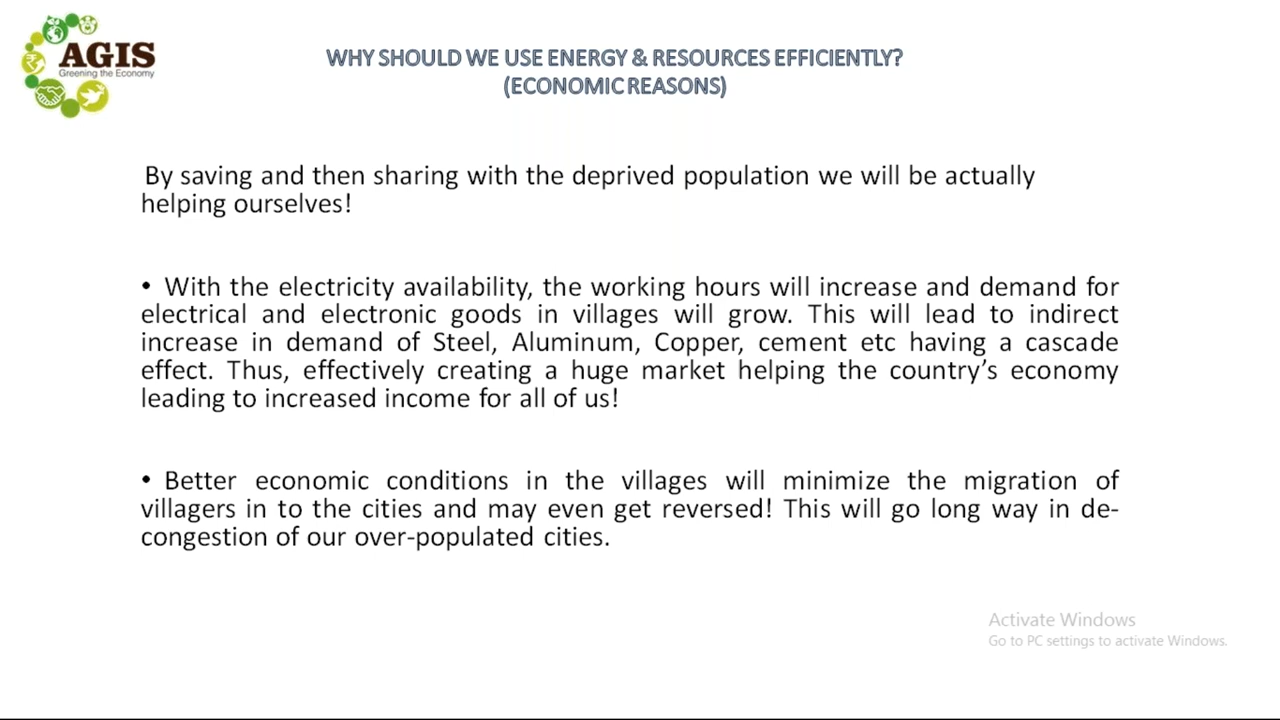 AGIS
Greening the Economy
WHY SHOULD WE USE ENERGY & RESOURCES EFFICIENTLY?
(ECONOMIC REASONS)
By saving and then sharing with the deprived population we will be actually
helping ourselves!
• With the electricity availability, the working hours will increase and demand for
electrical and electronic goods in villages will grow. This will lead to indirect
increase in demand of Steel, Aluminum, Copper, cement etc having a cascade
effect. Thus, effectively creating a huge market helping the country’s economy
leading to increased income for all of us!
• Better economic conditions in the villages will minimize the migration of
villagers in to the cities and may even get reversed! This will go long way in de-
congestion of our over-populated cities.
Activate Windows
Go to PC settings to activate Windows.